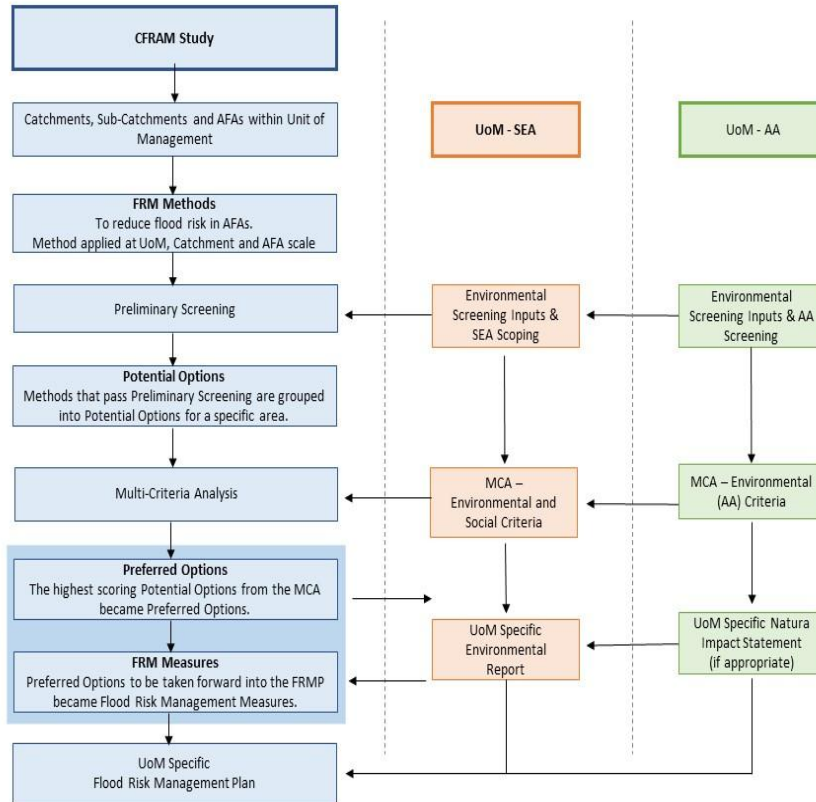 CFRAM Study
Catchments, Sub-Catchments and AFAs within Unit of
Management
FRM Methods
To reduce flood risk in AFAs.
Method applied at UoM, Catchment and AFA scale
Preliminary Screening
Potential Options
Methods that pass Preliminary Screening are grouped
into Potential Options for a specific area.
Multi-Criteria Analysis
Preferred Options
The highest scoring Potential Options from the MCA
became Preferred Options.
FRM Measures
Preferred Options to be taken forward into the FRMP
became Flood Risk Management Measures.
UoM Specific
Flood Risk Management Plan
UoM - SEA
Environmental
Screening Inputs &
SEA Scoping
MCA –
Environmental and
Social Criteria
UoM Specific
Environmental
Report
UoM - AA
Environmental
Screening Inputs & AA
Screening
MCA – Environmental
(AA) Criteria
UoM Specific Natura
Impact Statement
(if appropriate)